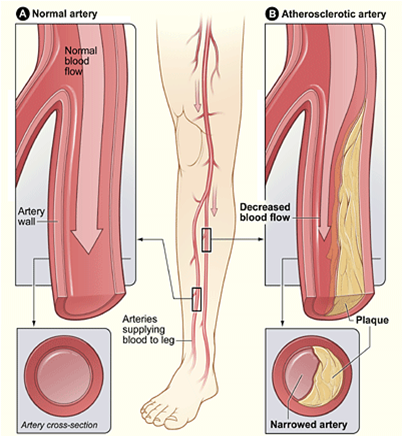 A Normal artery
Normal
blood
flow
Artery
wall
Artery cross-section
Arteries
supplying
blood to leg
B Atherosclerotic artery
Decreased
blood flow
Plaque
Narrowed artery